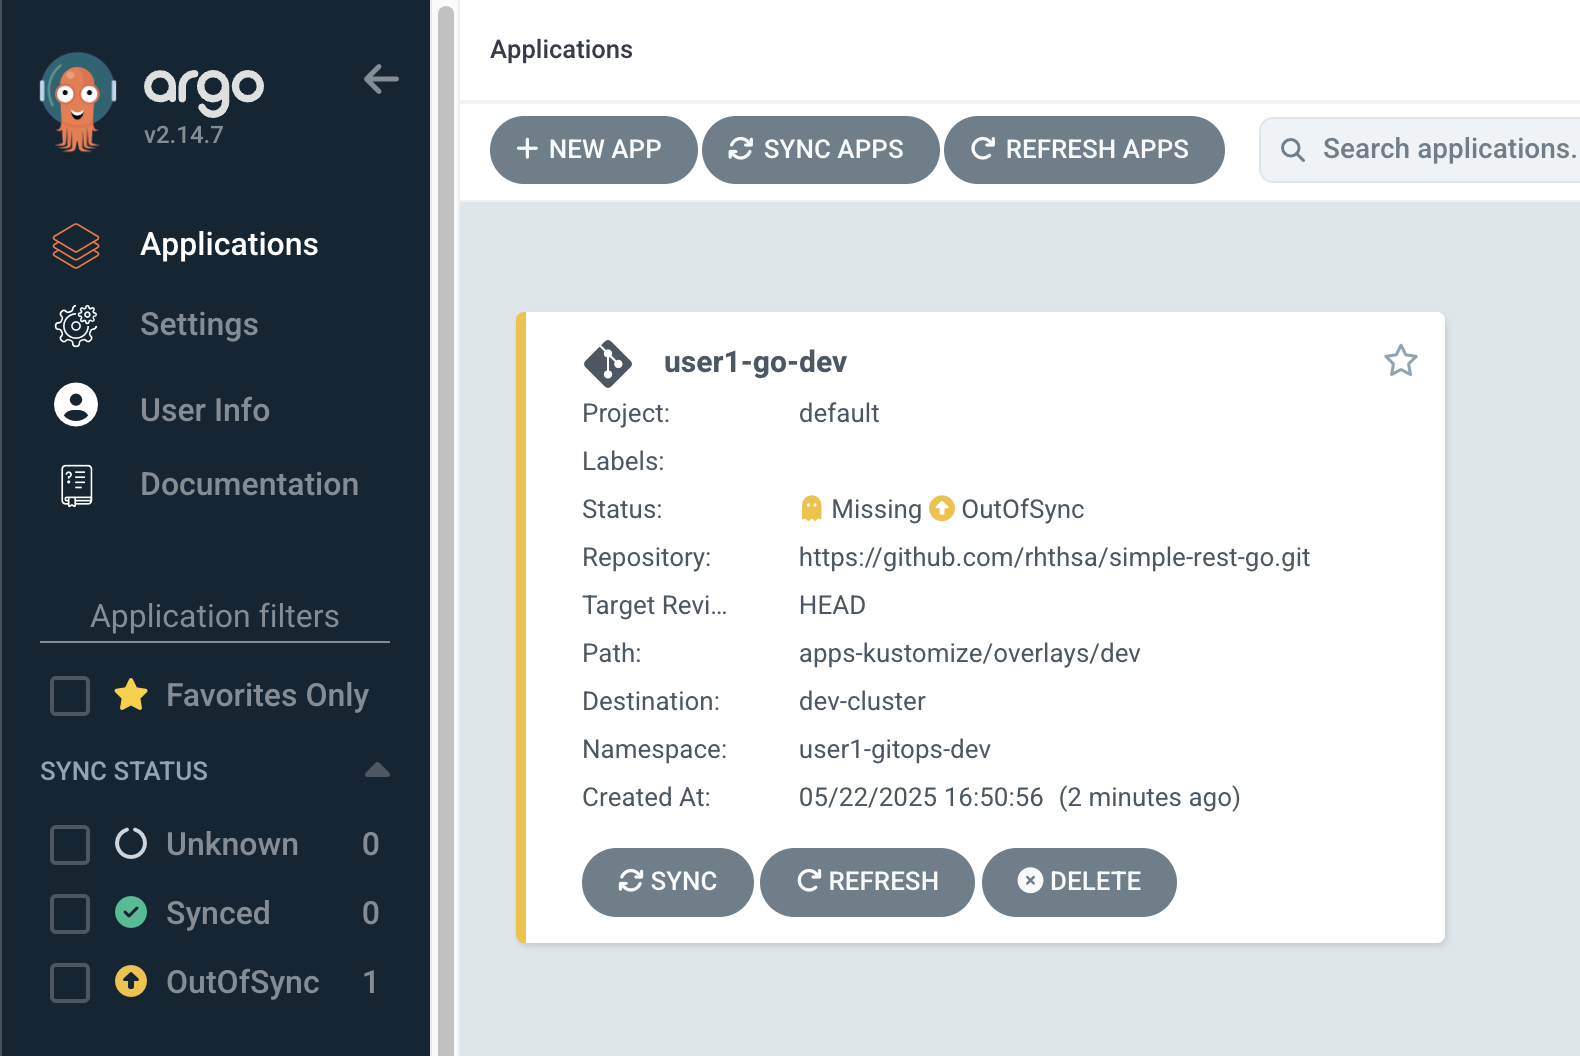 argo
v2.14.7
Applications
Settings
User Info
Documentation
Application filters
Favorites Only
SYNC STATUS
Unknown 0
Synced 0
OutOfSync 1
Applications
NEW APP SYNC APPS REFRESH APPS Search applications.
user1-go-dev
Project: default
Labels:
Status: Missing OutOfSync
Repository: https://github.com/rhthsa/simple-rest-go.git
Target Revi... HEAD
Path: apps-kustomize/overlays/dev
Destination: dev-cluster
Namespace: user1-gitops-dev
Created At: 05/22/2025 16:50:56 (2 minutes ago)
SYNC REFRESH DELETE